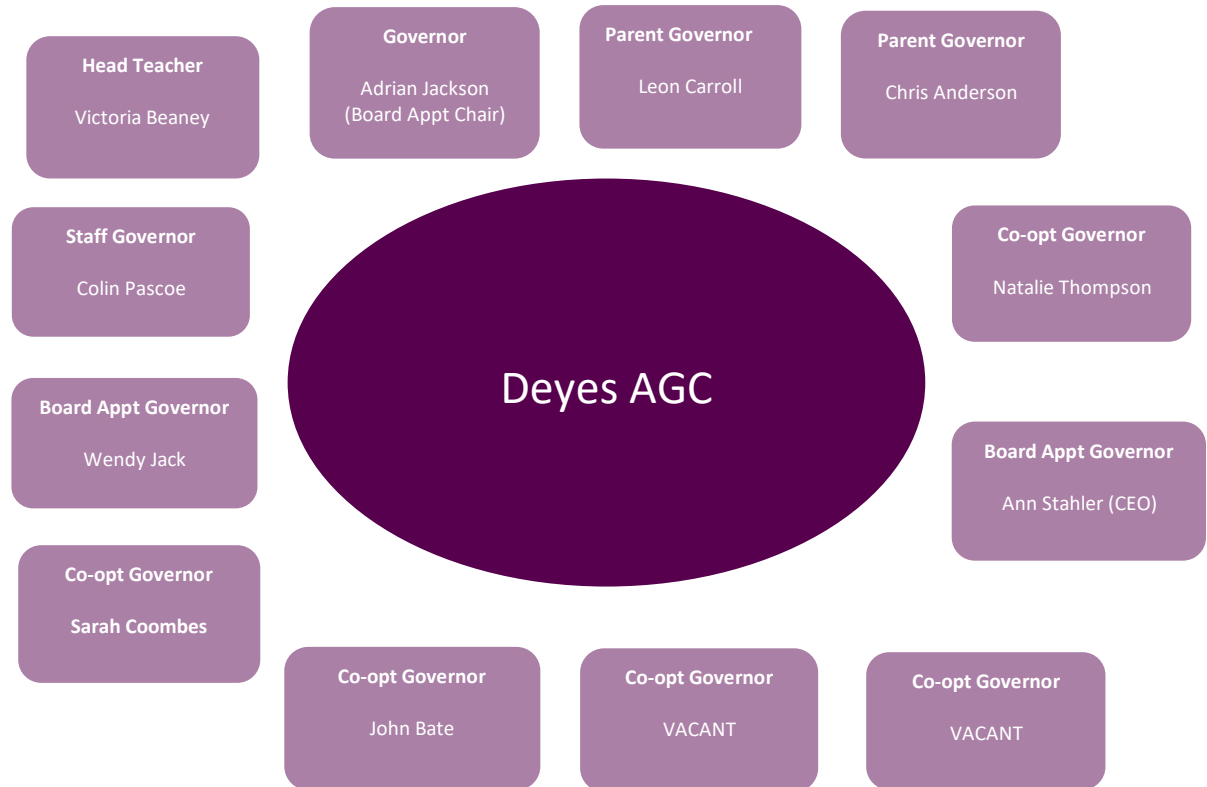 Head Teacher
Victoria Beaney
Governor
Adrian Jackson
(Board Appt Chair)
Parent Governor
Leon Carroll
Parent Governor
Chris Anderson
Staff Governor
Colin Pascoe
Co-opt Governor
Natalie Thompson
Deyes AGC
Board Appt Governor
Wendy Jack
Board Appt Governor
Ann Stahler (CEO)
Co-opt Governor
Sarah Coombes
Co-opt Governor
John Bate
Co-opt Governor
VACANT
Co-opt Governor
VACANT